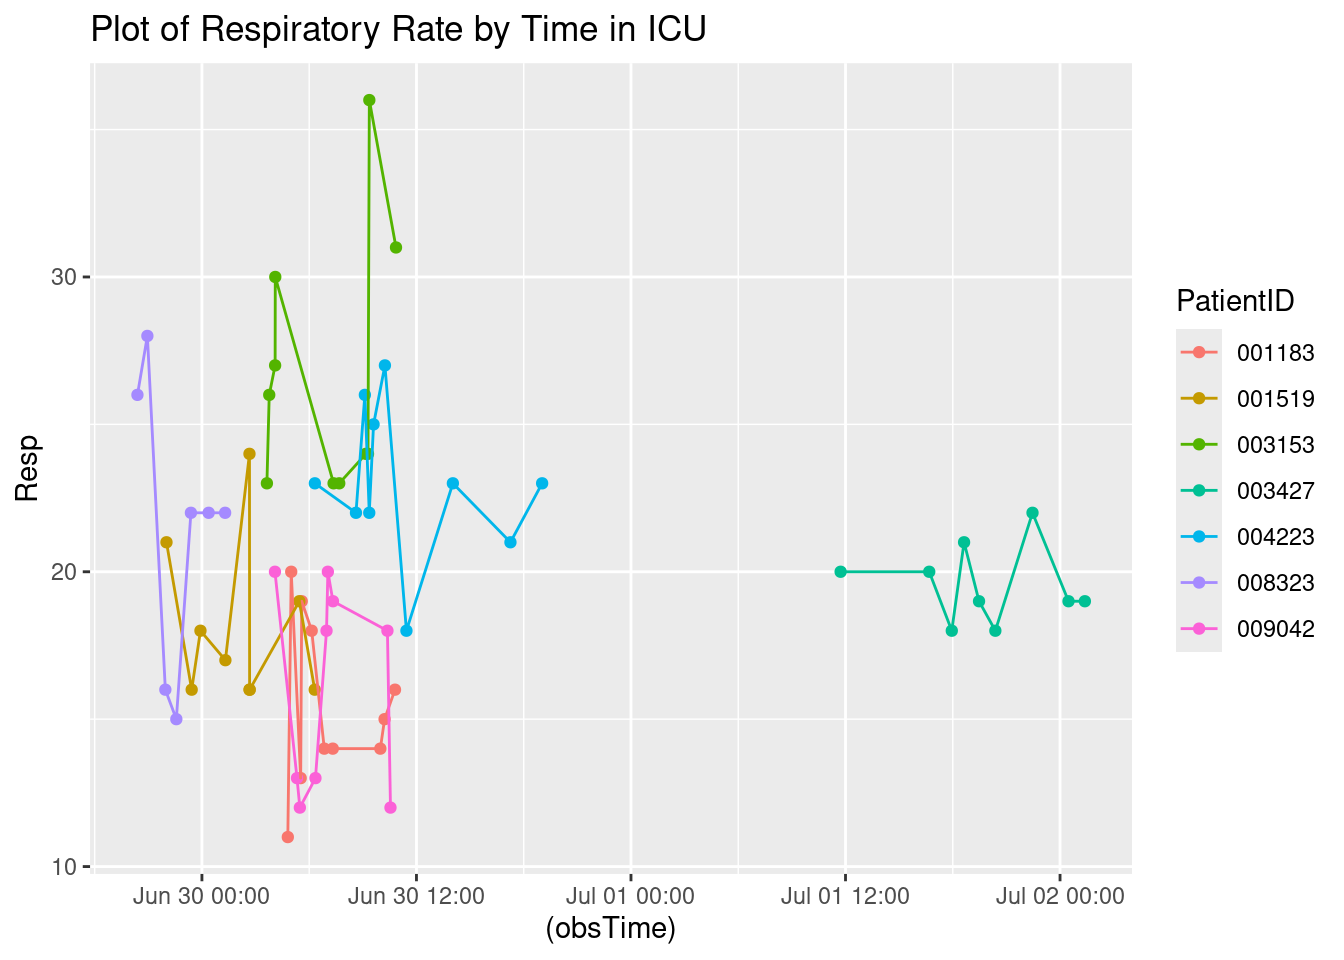 Plot of Respiratory Rate by Time in ICU
Resp
30
20
10
Jun 30 00:00
Jun 30 12:00
Jul 01 00:00
Jul 01 12:00
Jul 02 00:00
(obsTime)
PatientID
001183
001519
003153
003427
004223
008323
009042